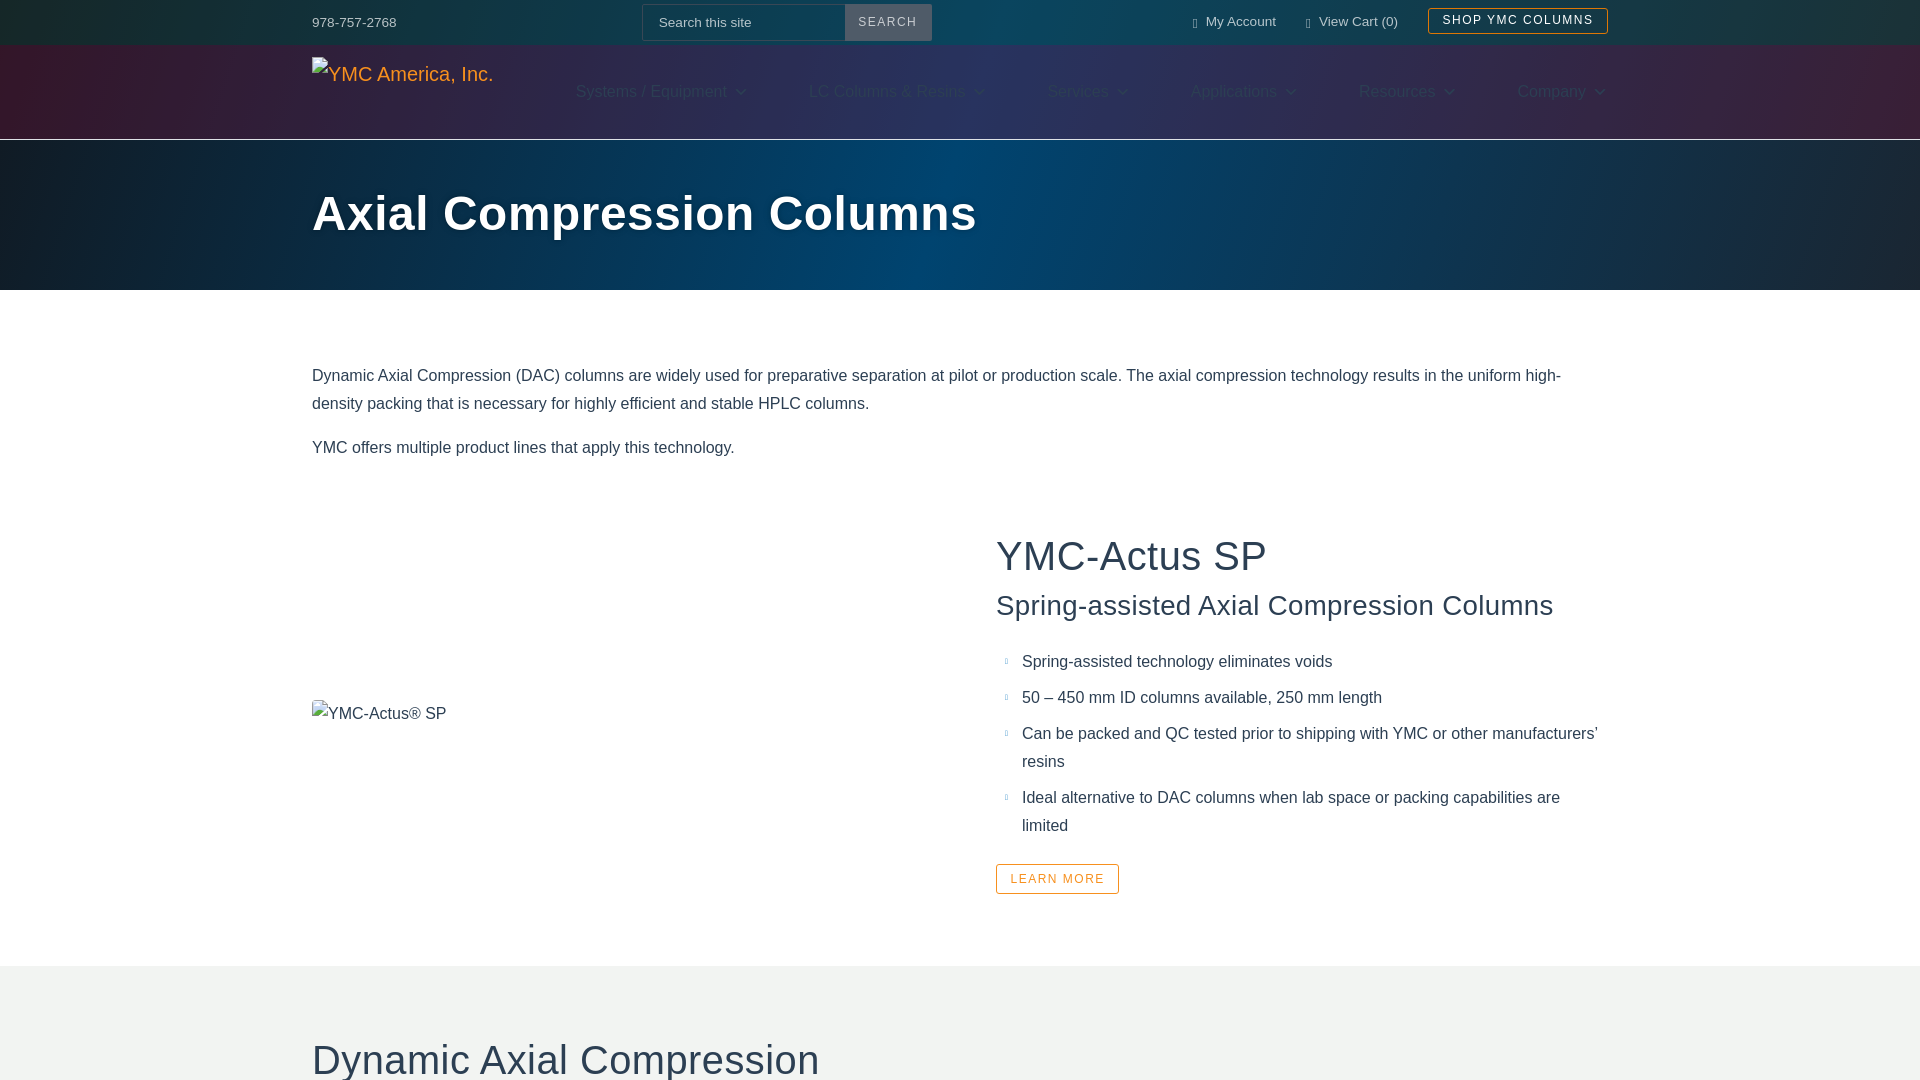 978-757-2768
Search this site
SEARCH
My Account
View Cart (0)
SHOP YMC COLUMNS
YMC America, Inc.
Systems / Equipment
LC Columns & Resins
Services
Applications
Resources
Company
Axial Compression Columns
Dynamic Axial Compression (DAC) columns are widely used for preparative separation at pilot or production scale. The axial compression technology results in the uniform high-
density packing that is necessary for highly efficient and stable HPLC columns.
YMC offers multiple product lines that apply this technology.
YMC-Actus® SP
YMC-Actus SP
Spring-assisted Axial Compression Columns
Spring-assisted technology eliminates voids
50 – 450 mm ID columns available, 250 mm length
Can be packed and QC tested prior to shipping with YMC or other manufacturers’
resins
Ideal alternative to DAC columns when lab space or packing capabilities are
limited
LEARN MORE
Dynamic Axial Compression